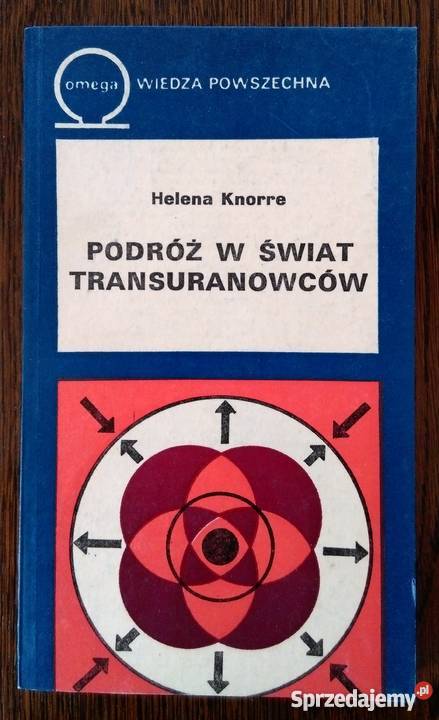 omega WIEDZA POWSZECHNA
Helena Knorre
PODRÓŻ W ŚWIAT
TRANSURANOWCÓW
Sprzedajemy.pl